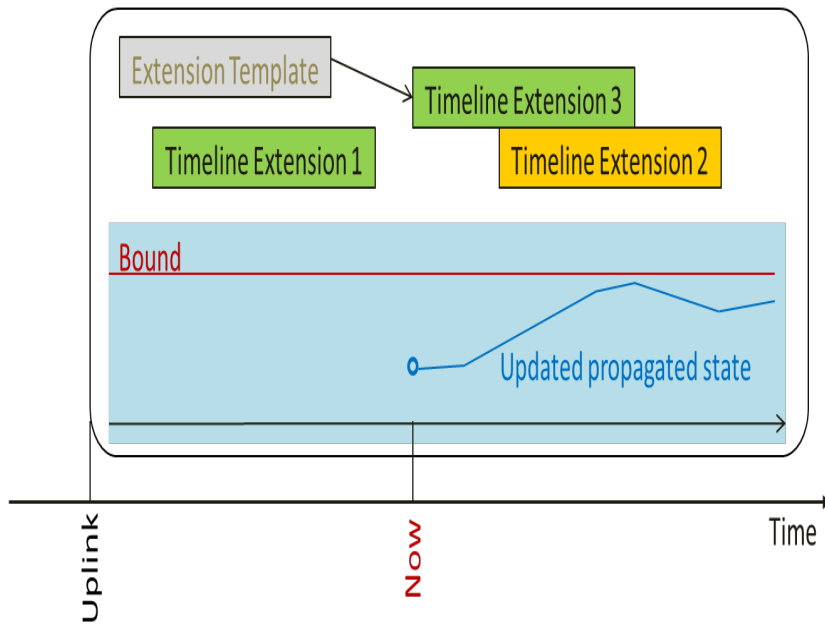 Extension Template
Timeline Extension 3
Timeline Extension 1
Timeline Extension 2
Bound
Updated propagated state
Time
Uplink
Now